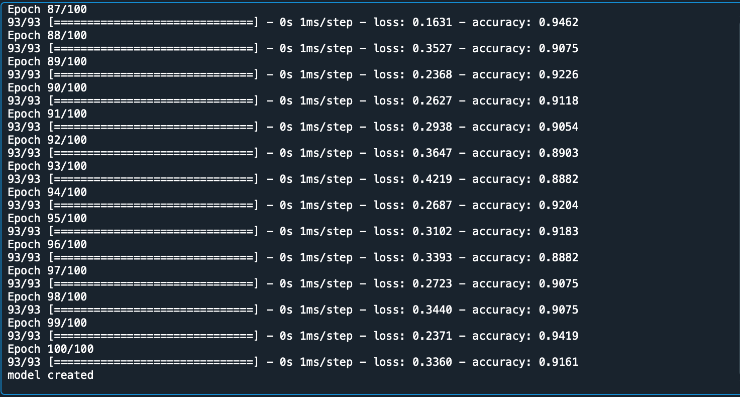 Epoch 87/100
93/93 [==============================] - 0s 1ms/step - loss: 0.1631 - accuracy: 0.9462
Epoch 88/100
93/93 [==============================] - 0s 1ms/step - loss: 0.3527 - accuracy: 0.9075
Epoch 89/100
93/93 [==============================] - 0s 1ms/step - loss: 0.2368 - accuracy: 0.9226
Epoch 90/100
93/93 [==============================] - 0s 1ms/step - loss: 0.2627 - accuracy: 0.9118
Epoch 91/100
93/93 [==============================] - 0s 1ms/step - loss: 0.2938 - accuracy: 0.9054
Epoch 92/100
93/93 [==============================] - 0s 1ms/step - loss: 0.3647 - accuracy: 0.8903
Epoch 93/100
93/93 [==============================] - 0s 1ms/step - loss: 0.4219 - accuracy: 0.8882
Epoch 94/100
93/93 [==============================] - 0s 1ms/step - loss: 0.2687 - accuracy: 0.9204
Epoch 95/100
93/93 [==============================] - 0s 1ms/step - loss: 0.3102 - accuracy: 0.9183
Epoch 96/100
93/93 [==============================] - 0s 1ms/step - loss: 0.3393 - accuracy: 0.8882
Epoch 97/100
93/93 [==============================] - 0s 1ms/step - loss: 0.2723 - accuracy: 0.9075
Epoch 98/100
93/93 [==============================] - 0s 1ms/step - loss: 0.3440 - accuracy: 0.9075
Epoch 99/100
93/93 [==============================] - 0s 1ms/step - loss: 0.2371 - accuracy: 0.9419
Epoch 100/100
93/93 [==============================] - 0s 1ms/step - loss: 0.3360 - accuracy: 0.9161
model created